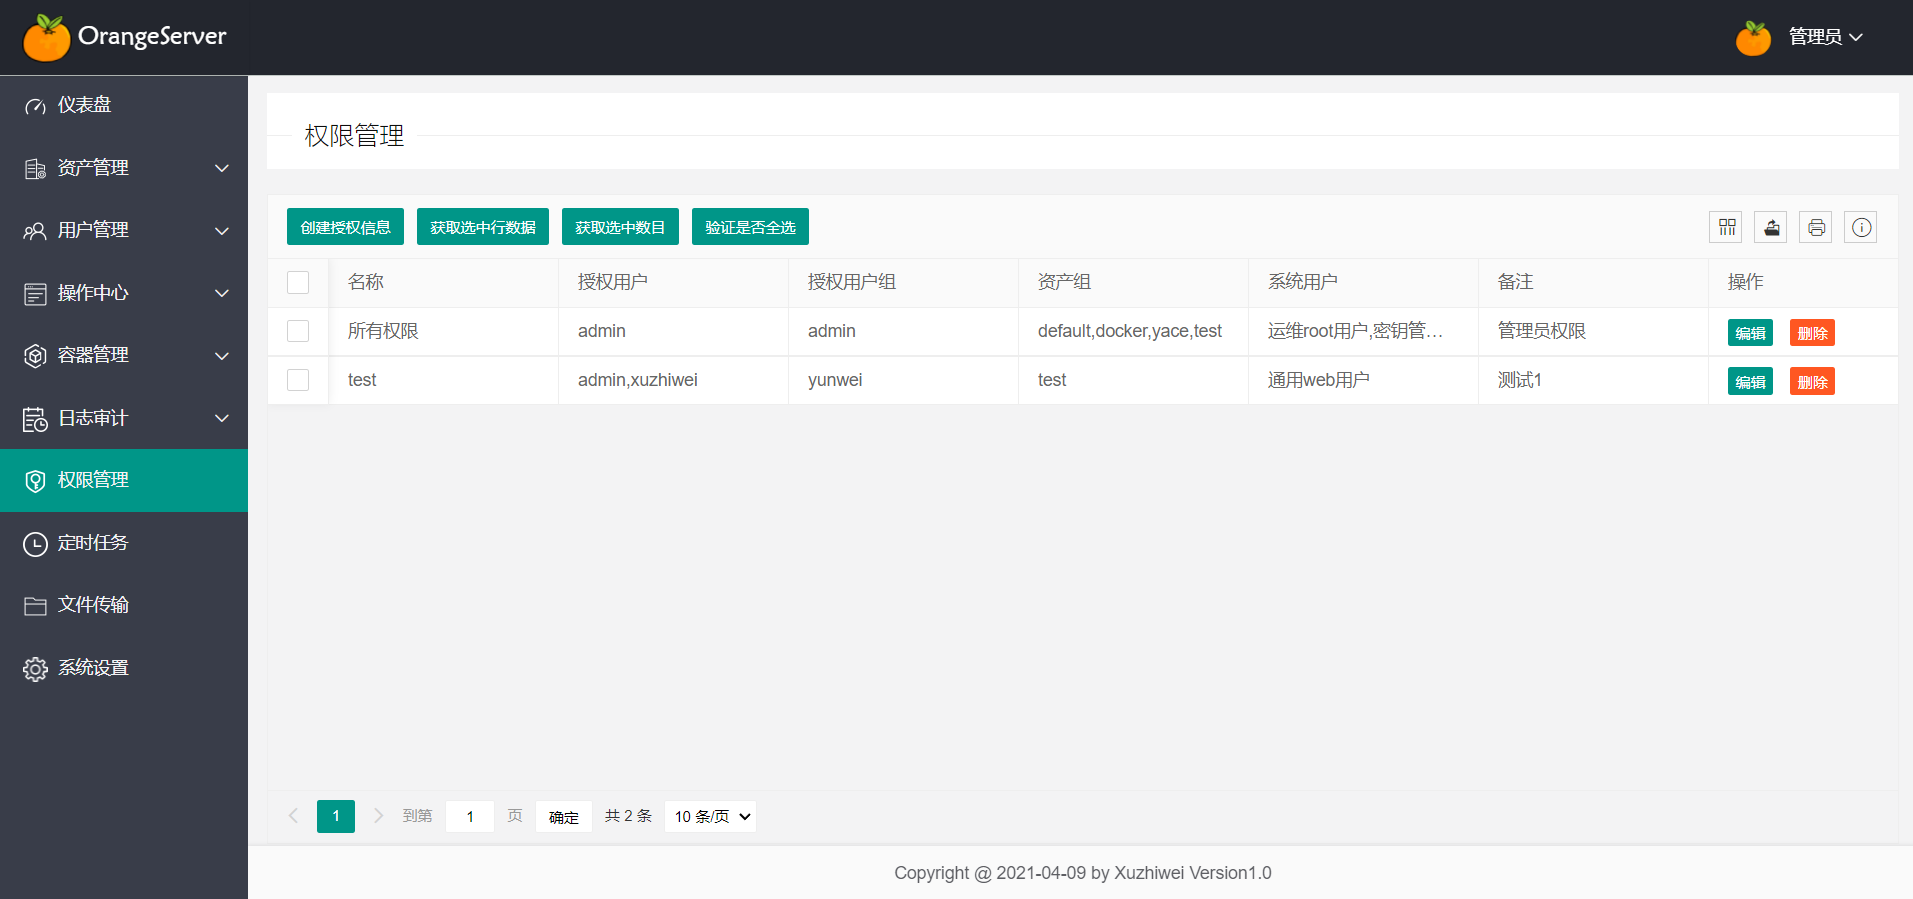 OrangeServer
管理员
仪表盘
资产管理
用户管理
操作中心
容器管理
日志审计
权限管理
定时任务
文件传输
系统设置
权限管理
创建授权信息 获取选中行数据 获取选中数目 验证是否全选
名称 授权用户 授权用户组 资产组 系统用户 备注 操作
所有权限 admin admin default,docker,yace,test 运维root用户,密钥管… 管理员权限 编辑 删除
test admin,xuzhiwei yunwei test 通用web用户 测试1 编辑 删除
1 到第 1 页 确定 共 2 条 10 条/页
Copyright @ 2021-04-09 by Xuzhiwei Version1.0